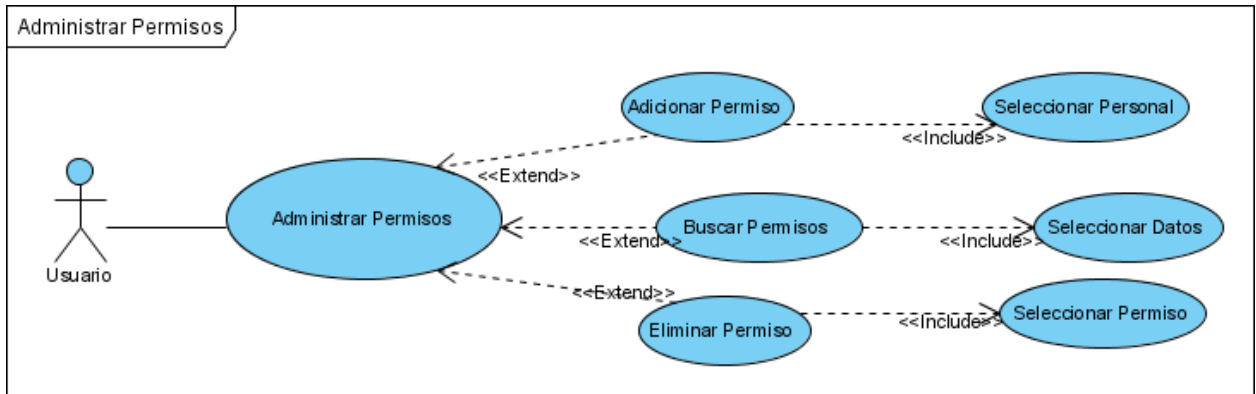 Administrar Permisos
Adicionar Permiso
Seleccionar Personal
<<Include>>
<<Extend>>
Administrar Permisos
Buscar Permisos
Seleccionar Datos
<<Extend>>
<<Include>>
Usuario
<<Extend>>
Eliminar Permiso
Seleccionar Permiso
<<Include>>